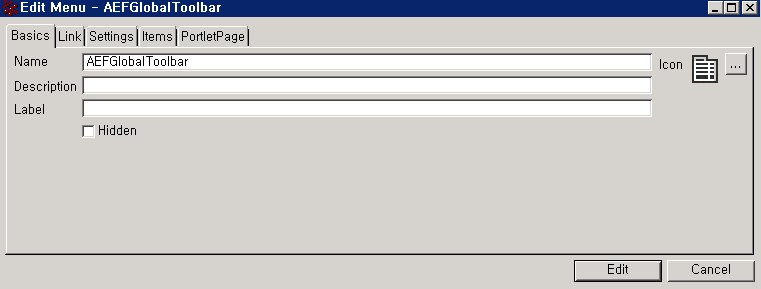 Edit Menu - AEFGlobalToolbar
Basics Link Settings Items PortletPage
Name AEFGlobalToolbar Icon ...
Description
Label
Hidden
Edit Cancel